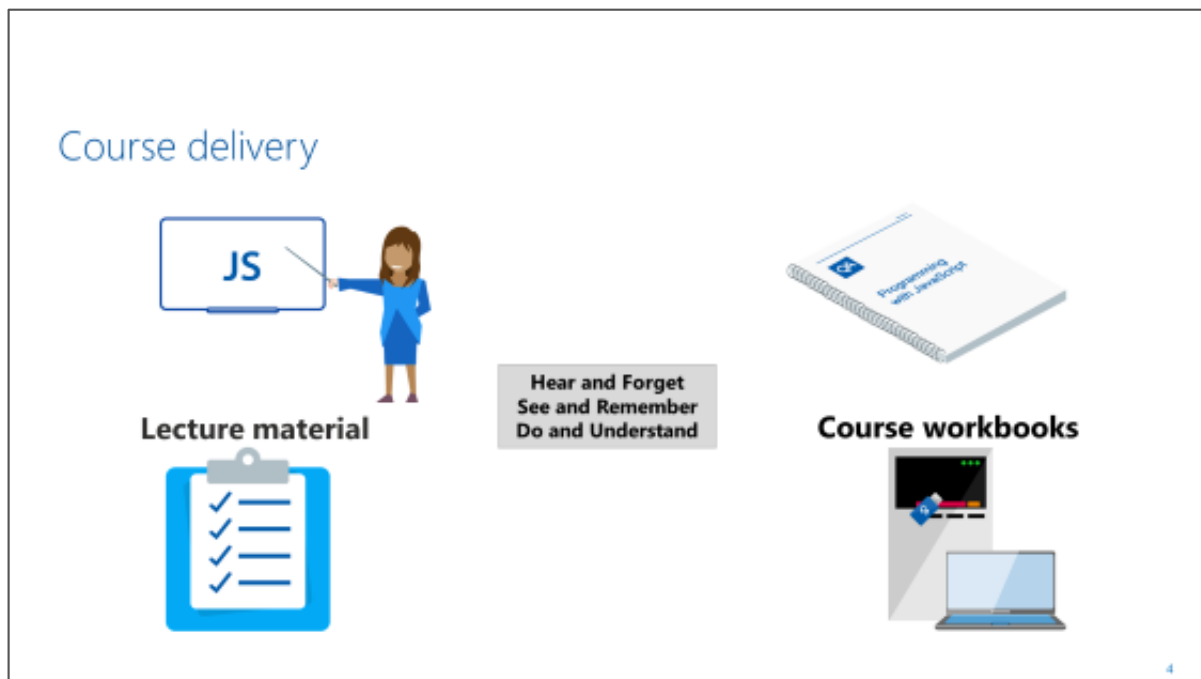 Course delivery
JS
QA
Programming
with JavaScript
Hear and Forget
See and Remember
Do and Understand
Lecture material
Course workbooks
4